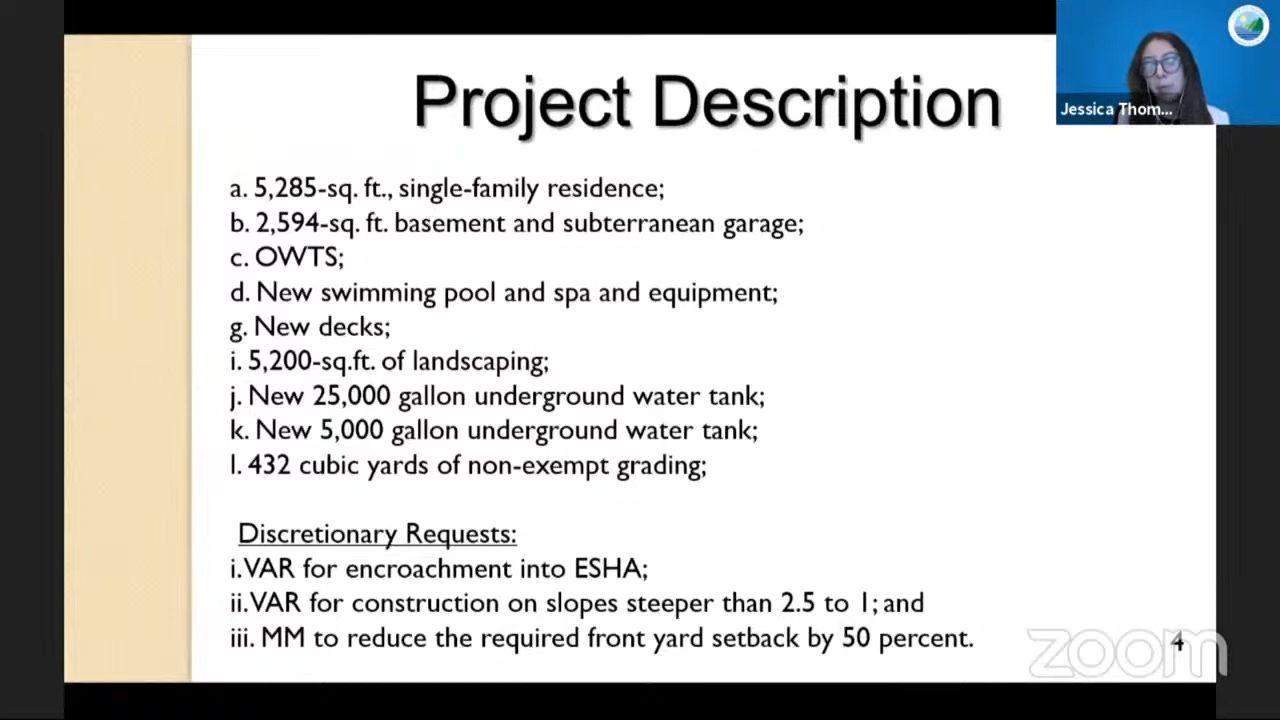 Project Description
Jessica Thom...
a. 5,285-sq. ft., single-family residence;
b. 2,594-sq. ft. basement and subterranean garage;
c. OWTS;
d. New swimming pool and spa and equipment;
g. New decks;
i. 5,200-sq.ft. of landscaping;
j. New 25,000 gallon underground water tank;
k. New 5,000 gallon underground water tank;
l. 432 cubic yards of non-exempt grading;
Discretionary Requests:
i. VAR for encroachment into ESHA;
ii. VAR for construction on slopes steeper than 2.5 to 1; and
iii. MM to reduce the required front yard setback by 50 percent.
zoom
4